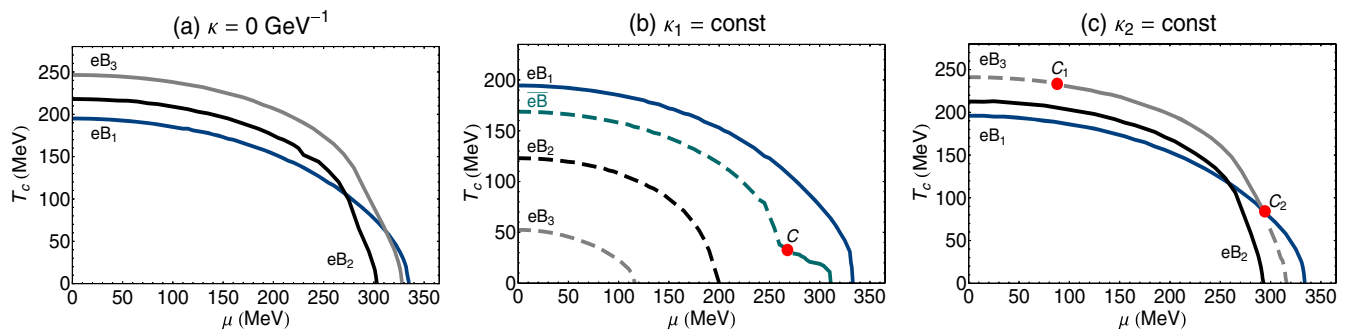 (a) κ = 0 GeV⁻¹
T_c (MeV)
250
200
150
100
50
0
eB₃
eB₁
eB₂
0 50 100 150 200 250 300 350
μ (MeV)
(b) κ₁ = const
T_c (MeV)
200
150
100
50
0
eB₁
e̅B̅
eB₂
eB₃
C
0 50 100 150 200 250 300 350
μ (MeV)
(c) κ₂ = const
T_c (MeV)
250
200
150
100
50
0
eB₃
C₁
eB₁
C₂
eB₂
0 50 100 150 200 250 300 350
μ (MeV)